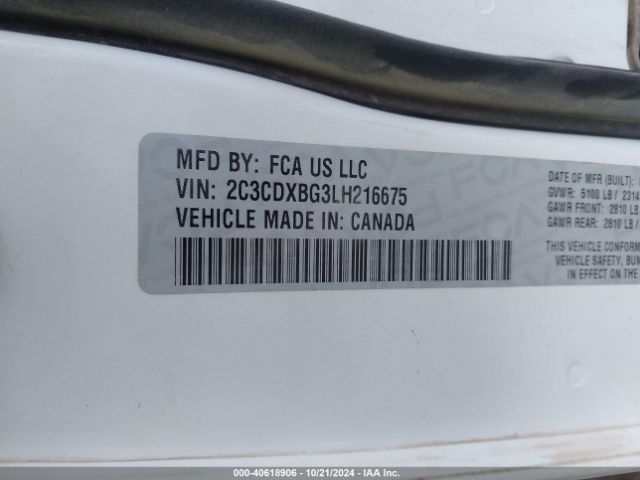 MFD BY: FCA US LLC
VIN: 2C3CDXBG3LH216675
VEHICLE MADE IN: CANADA
DATE OF MFR (BUILT):
GVWR: 5100 LB / 2314
GAWR FRONT: 2810 LB /
GAWR REAR: 2810 LB /
THIS VEHICLE CONFORM
VEHICLE SAFETY, BUM
IN EFFECT ON THE
000-40618906 - 10/21/2024 - IAA Inc.